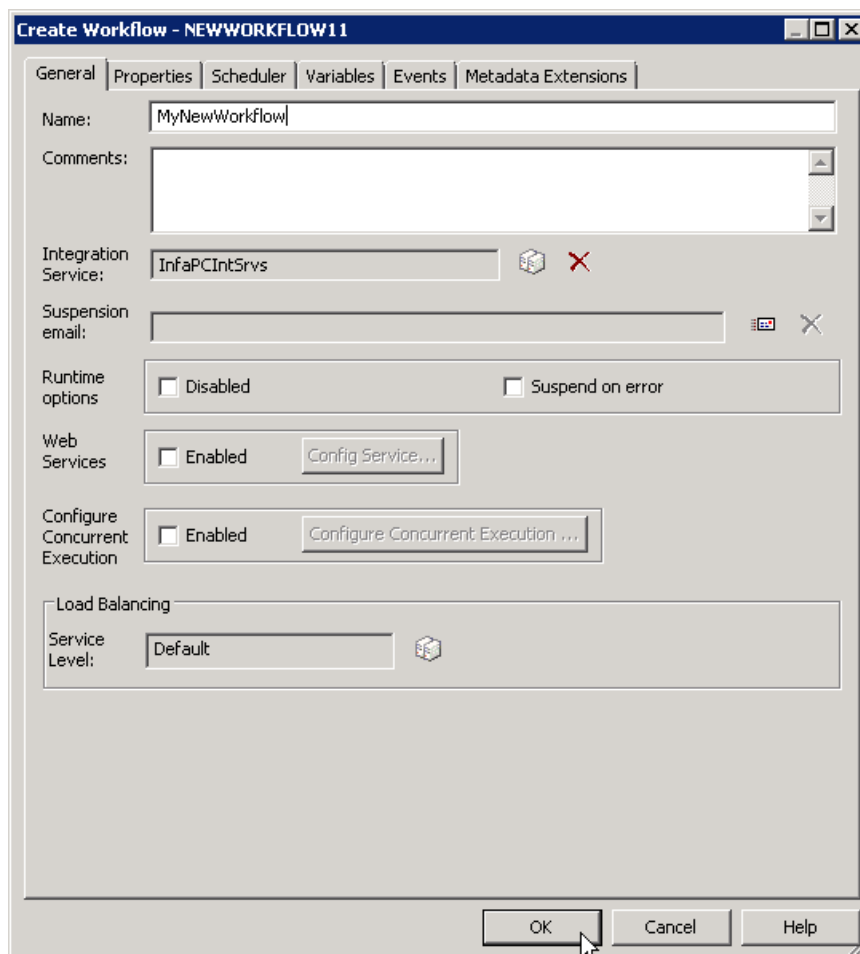 Create Workflow - NEWWORKFLOW11
General Properties Scheduler Variables Events Metadata Extensions
Name: MyNewWorkflow
Comments:
Integration
Service: InfaPCIntSrvs
Suspension
email:
Runtime
options Disabled Suspend on error
Web
Services Enabled Config Service...
Configure
Concurrent
Execution Enabled Configure Concurrent Execution ...
Load Balancing
Service
Level: Default
OK Cancel Help